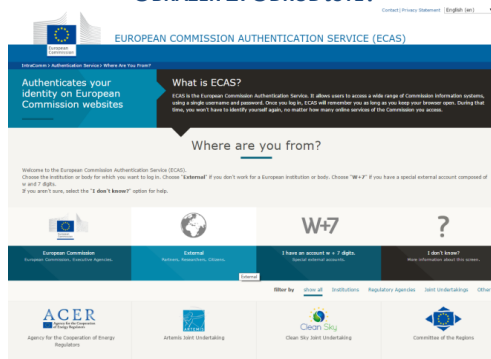 Contact | Privacy Statement English (en)
EUROPEAN COMMISSION AUTHENTICATION SERVICE (ECAS)
European
Commission
IntraComm > Authentication Service > Where Are You From?
Authenticates your
identity on European
Commission websites
What is ECAS?
ECAS is the European Commission Authentication Service. It allows users to access a wide range of Commission information systems,
using a single username and password. Once you log in, ECAS will remember you as long as you keep your browser open. During that
time, you won't have to identify yourself again, no matter how many online services of the Commission you access.
Where are you from?
Welcome to the European Commission Authentication Service (ECAS).
Choose the institution or body for which you want to log in. Choose "External" if you don't work for a European institution or body. Choose "W+7" if you have a special external account composed of
w and 7 digits.
If you aren't sure, select the "I don't know?" option for help.
W+7
?
European Commission
European Commission, Executive Agencies.
External
Partners, Researchers, Citizens.
I have an account w + 7 digits.
Special external accounts.
I don't know?
More information about this screen.
External
filter by show all Institutions Regulatory Agencies Joint Undertakings Other
ACER
Agency for the Cooperation
of Energy Regulators
ARTEMIS
Clean Sky
Agency for the Cooperation of Energy
Regulators
Artemis Joint Undertaking
Clean Sky Joint Undertaking
Committee of the Regions